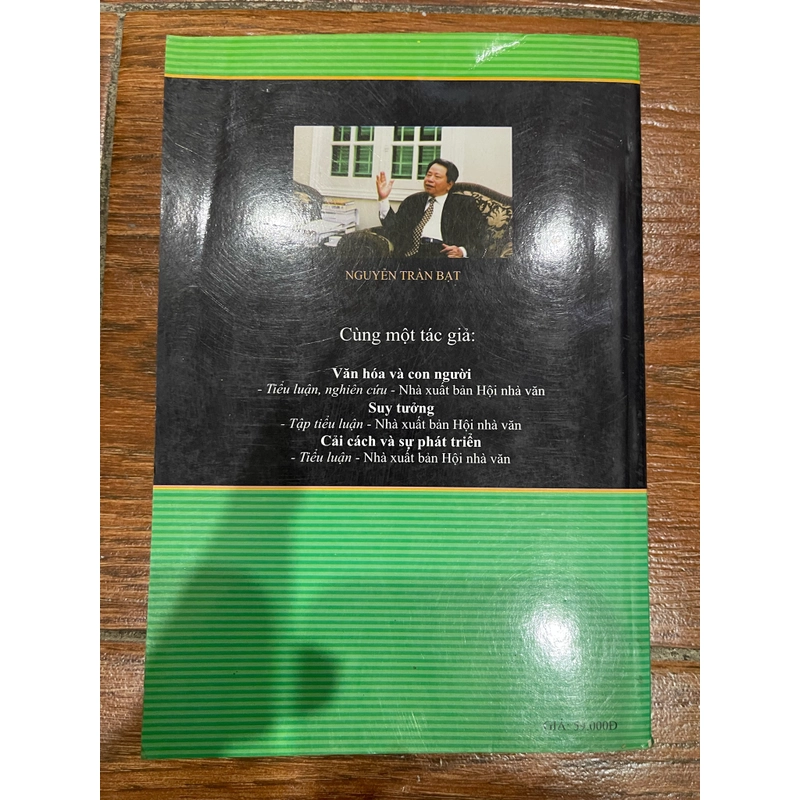 NGUYỄN TRẦN BẠT
Cùng một tác giả:
Văn hóa và con người
- Tiểu luận, nghiên cứu - Nhà xuất bản Hội nhà văn
Suy tưởng
- Tập tiểu luận - Nhà xuất bản Hội nhà văn
Cải cách và sự phát triển
- Tiểu luận - Nhà xuất bản Hội nhà văn
GIÁ: